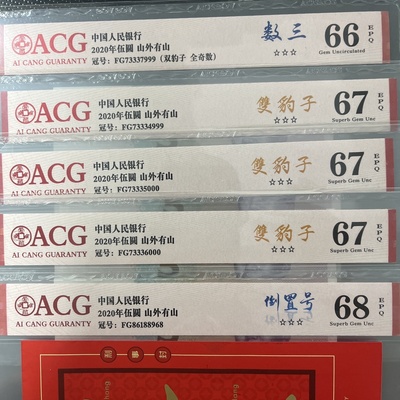 ACG
AI CANG GUARANTY
中国人民银行
2020年伍圆 山外有山
冠号：FG73337999（双豹子 全奇数）
数三
☆☆☆
66
EPQ
Gem Uncirculated
ACG
AI CANG GUARANTY
中国人民银行
2020年伍圆 山外有山
冠号：FG73334999
雙豹子
☆☆☆
67
EPQ
Superb Gem Unc
ACG
AI CANG GUARANTY
中国人民银行
2020年伍圆 山外有山
冠号：FG73335000
雙豹子
☆☆☆
67
EPQ
Superb Gem Unc
ACG
AI CANG GUARANTY
中国人民银行
2020年伍圆 山外有山
冠号：FG73336000
雙豹子
☆☆☆
67
EPQ
Superb Gem Unc
ACG
AI CANG GUARANTY
中国人民银行
2020年伍圆 山外有山
冠号：FG86188968
倒置号
☆☆☆
68
EPQ
Superb Gem Unc